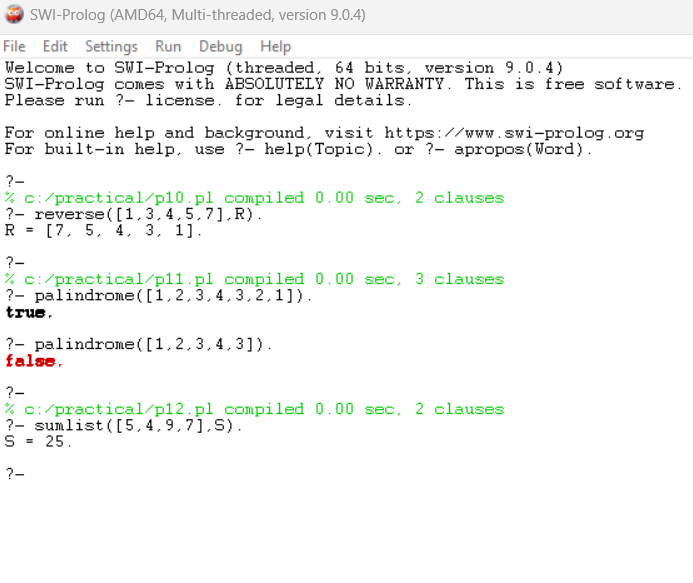 SWI-Prolog (AMD64, Multi-threaded, version 9.0.4)
File Edit Settings Run Debug Help
Welcome to SWI-Prolog (threaded, 64 bits, version 9.0.4)
SWI-Prolog comes with ABSOLUTELY NO WARRANTY. This is free software.
Please run ?- license. for legal details.
For online help and background, visit https://www.swi-prolog.org
For built-in help, use ?- help(Topic). or ?- apropos(Word).
?-
% c:/practical/p10.pl compiled 0.00 sec, 2 clauses
?- reverse([1,3,4,5,7],R).
R = [7, 5, 4, 3, 1].
?-
% c:/practical/p11.pl compiled 0.00 sec, 3 clauses
?- palindrome([1,2,3,4,3,2,1]).
true.
?- palindrome([1,2,3,4,3]).
false.
?-
% c:/practical/p12.pl compiled 0.00 sec, 2 clauses
?- sumlist([5,4,9,7],S).
S = 25.
?-